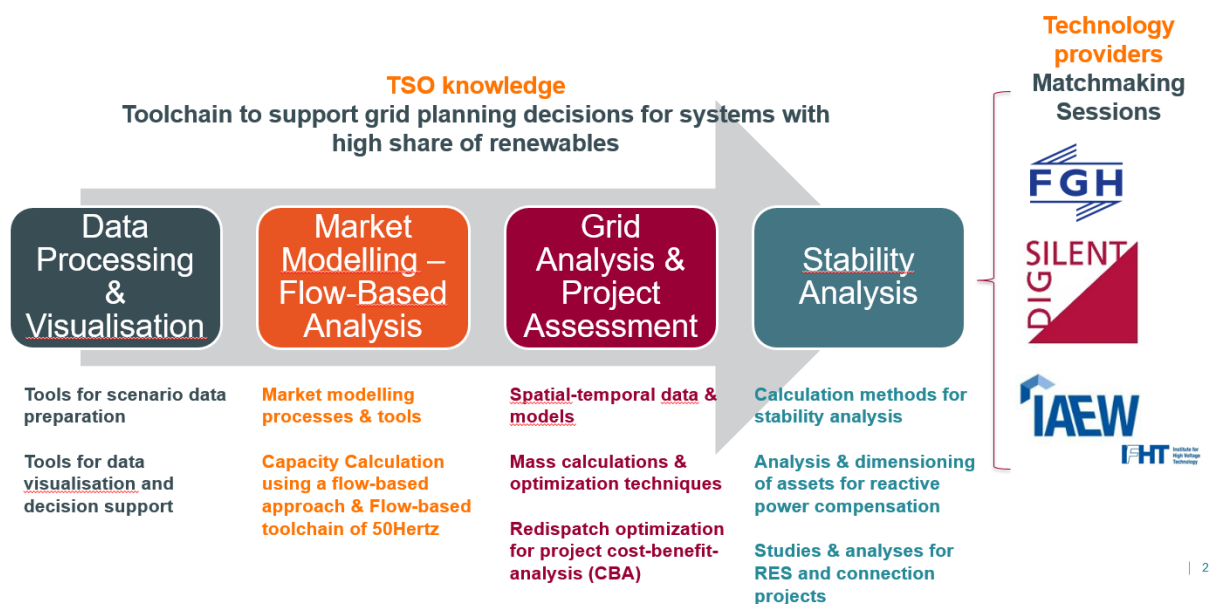 TSO knowledge
Toolchain to support grid planning decisions for systems with
high share of renewables
Technology
providers
Matchmaking
Sessions
Data
Processing
&
Visualisation
Market
Modelling –
Flow-Based
Analysis
Grid
Analysis &
Project
Assessment
Stability
Analysis
Tools for scenario data
preparation
Tools for data
visualisation and
decision support
Market modelling
processes & tools
Capacity Calculation
using a flow-based
approach & Flow-based
toolchain of 50Hertz
Spatial-temporal data &
models
Mass calculations &
optimization techniques
Redispatch optimization
for project cost-benefit-
analysis (CBA)
Calculation methods for
stability analysis
Analysis & dimensioning
of assets for reactive
power compensation
Studies & analyses for
RES and connection
projects
FGH
DIG
SILENT
IAEW
IFHT
Institute for
High Voltage
Technology
| 2